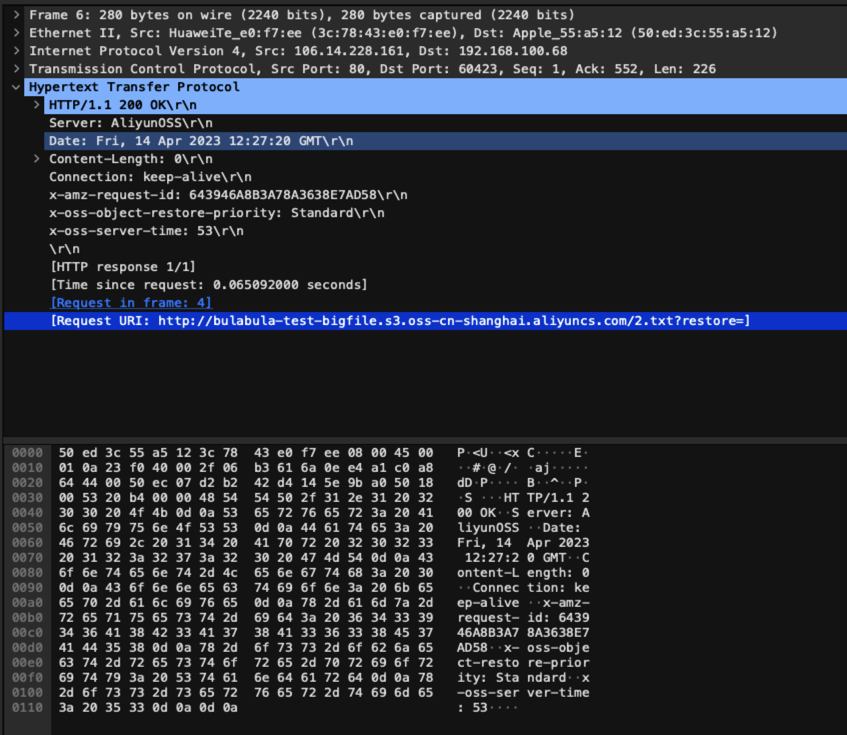 Frame 6: 280 bytes on wire (2240 bits), 280 bytes captured (2240 bits)
Ethernet II, Src: HuaweiTe_e0:f7:ee (3c:78:43:e0:f7:ee), Dst: Apple_55:a5:12 (50:ed:3c:55:a5:12)
Internet Protocol Version 4, Src: 106.14.228.161, Dst: 192.168.100.68
Transmission Control Protocol, Src Port: 80, Dst Port: 60423, Seq: 1, Ack: 552, Len: 226
Hypertext Transfer Protocol
HTTP/1.1 200 OK\r\n
Server: AliyunOSS\r\n
Date: Fri, 14 Apr 2023 12:27:20 GMT\r\n
Content-Length: 0\r\n
Connection: keep-alive\r\n
x-amz-request-id: 643946A8B3A78A3638E7AD58\r\n
x-oss-object-restore-priority: Standard\r\n
x-oss-server-time: 53\r\n
\r\n
[HTTP response 1/1]
[Time since request: 0.065092000 seconds]
[Request in frame: 4]
[Request URI: http://bulabula-test-bigfile.s3.oss-cn-shanghai.aliyuncs.com/2.txt?restore=]
0000 50 ed 3c 55 a5 12 3c 78 43 e0 f7 ee 08 00 45 00 P·<U··<x C·····E·
0010 01 0a 23 f0 40 00 2f 06 b3 61 6a 0e e4 a1 c0 a8 ··#·@·/· ·aj·····
0020 64 44 00 50 ec 07 d2 b2 42 d4 14 5e 9b a0 50 18 dD·P···· B··^··P·
0030 00 53 20 b4 00 00 48 54 54 50 2f 31 2e 31 20 32 ·S ···HT TP/1.1 2
0040 30 30 20 4f 4b 0d 0a 53 65 72 76 65 72 3a 20 41 00 OK··S erver: A
0050 6c 69 79 75 6e 4f 53 53 0d 0a 44 61 74 65 3a 20 liyunOSS ··Date:
0060 46 72 69 2c 20 31 34 20 41 70 72 20 32 30 32 33 Fri, 14 Apr 2023
0070 20 31 32 3a 32 37 3a 32 30 20 47 4d 54 0d 0a 43 12:27:2 0 GMT··C
0080 6f 6e 74 65 6e 74 2d 4c 65 6e 67 74 68 3a 20 30 ontent-L ength: 0
0090 0d 0a 43 6f 6e 6e 65 63 74 69 6f 6e 3a 20 6b 65 ··Connec tion: ke
00a0 65 70 2d 61 6c 69 76 65 0d 0a 78 2d 61 6d 7a 2d ep-alive ··x-amz-
00b0 72 65 71 75 65 73 74 2d 69 64 3a 20 36 34 33 39 request- id: 6439
00c0 34 36 41 38 42 33 41 37 38 41 33 36 33 38 45 37 46A8B3A7 8A3638E7
00d0 41 44 35 38 0d 0a 78 2d 6f 73 73 2d 6f 62 6a 65 AD58··x- oss-obje
00e0 63 74 2d 72 65 73 74 6f 72 65 2d 70 72 69 6f 72 ct-resto re-prior
00f0 69 74 79 3a 20 53 74 61 6e 64 61 72 64 0d 0a 78 ity: Sta ndard··x
0100 2d 6f 73 73 2d 73 65 72 76 65 72 2d 74 69 6d 65 -oss-ser ver-time
0110 3a 20 35 33 0d 0a 0d 0a : 53····